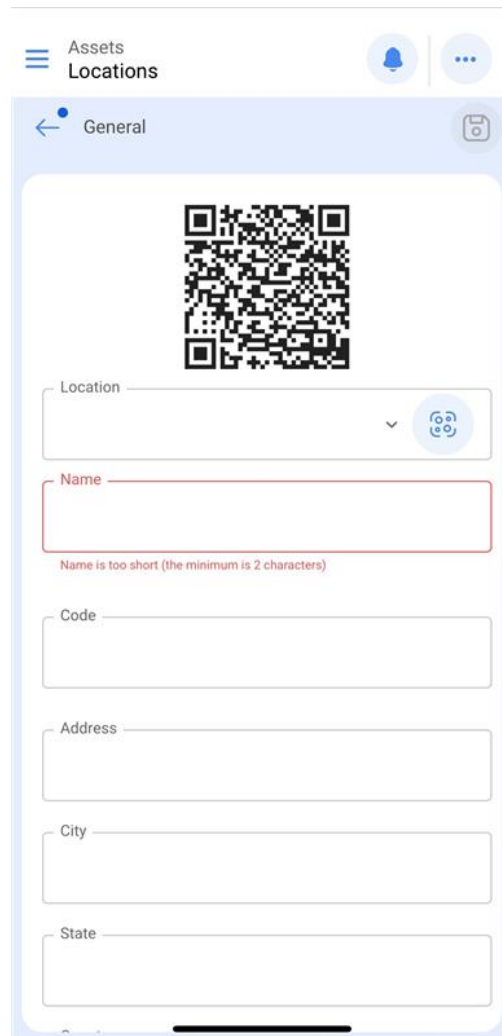 Assets
Locations
General
Location
Name
Name is too short (the minimum is 2 characters)
Code
Address
City
State